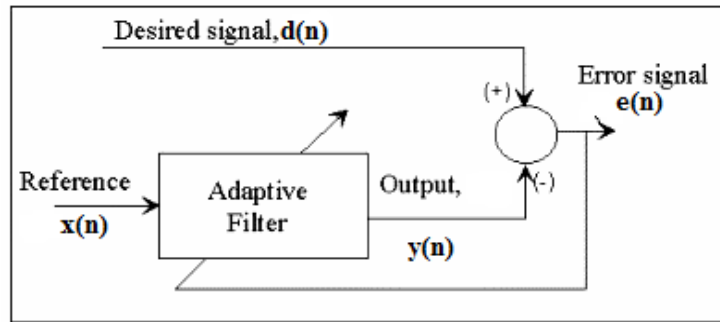 Desired signal,d(n)
Error signal
e(n)
(+)
Reference
x(n)
Adaptive
Filter
Output,
y(n)
(-)